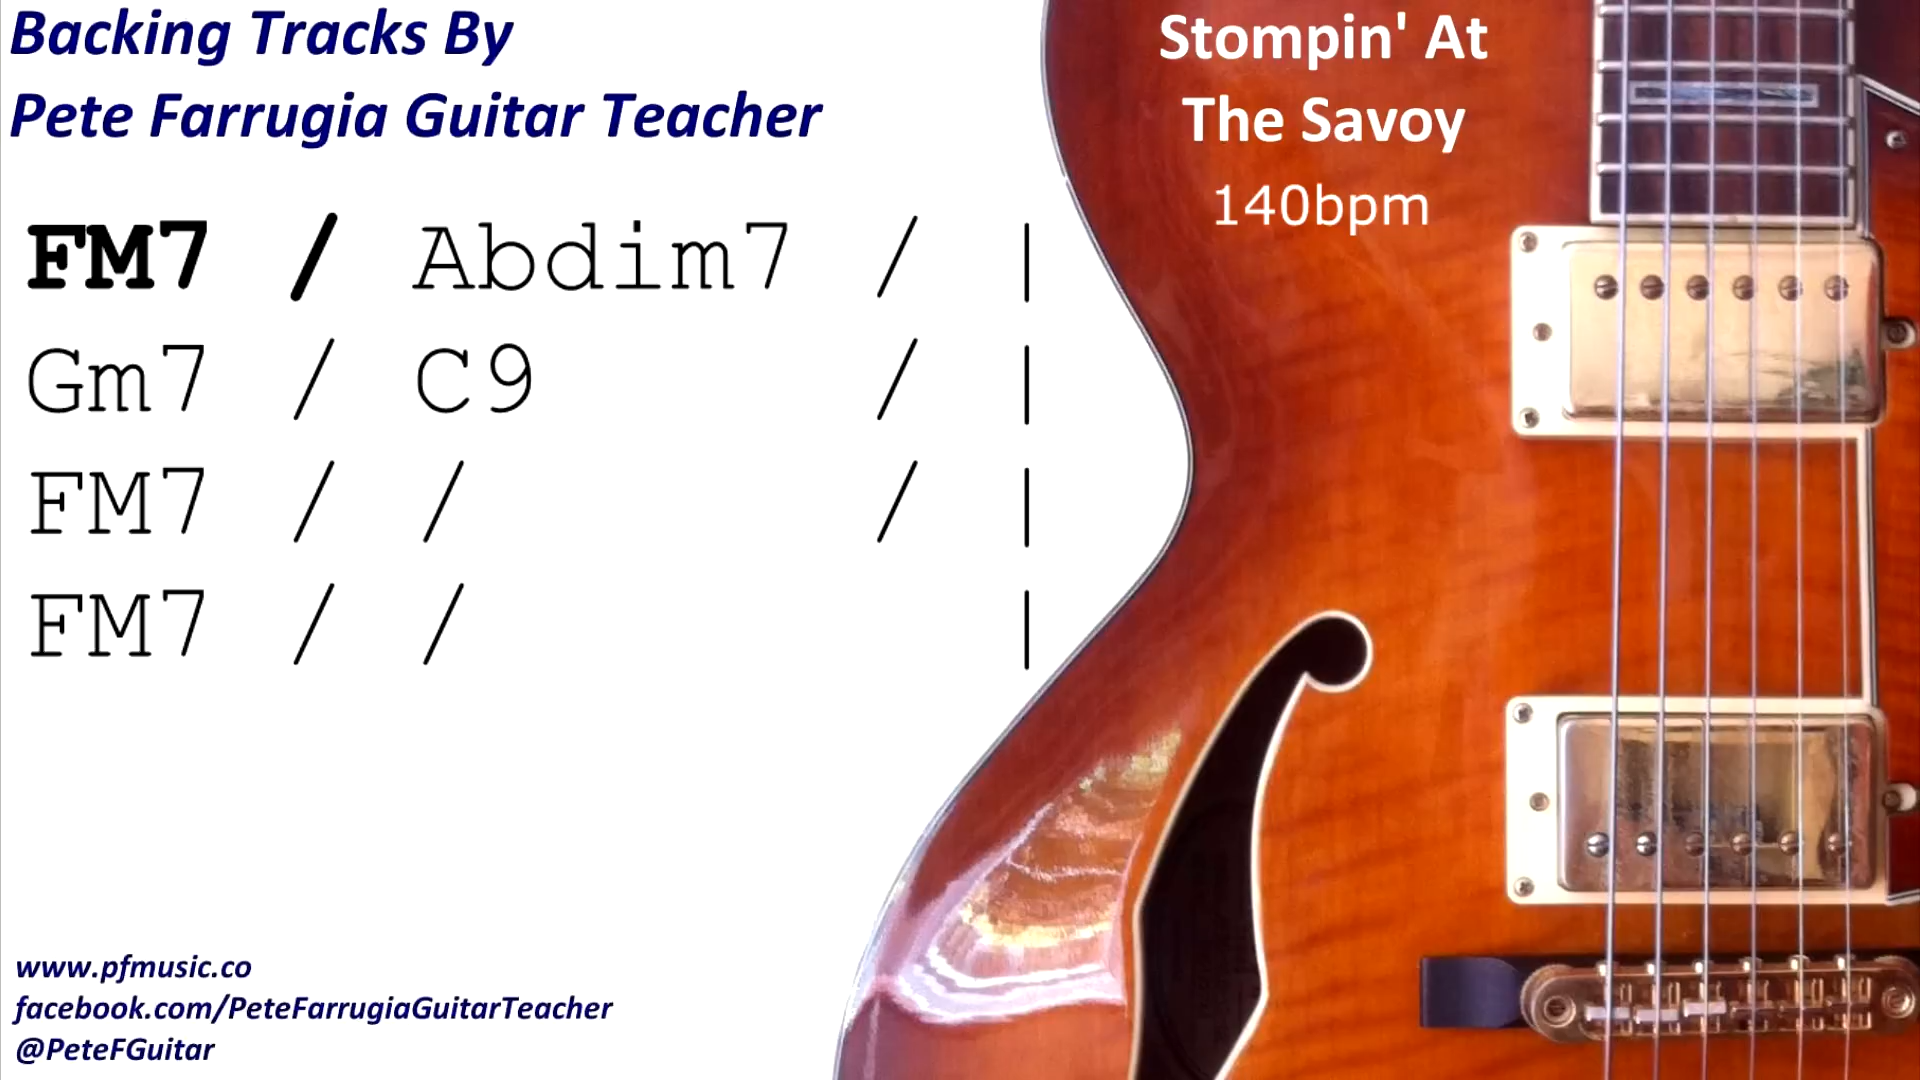 Backing Tracks By
Pete Farrugia Guitar Teacher
Stompin' At
The Savoy
140bpm
FM7 / Abdim7 / |
Gm7 / C9 / |
FM7 / / / |
FM7 / / |
www.pfmusic.co
facebook.com/PeteFarrugiaGuitarTeacher
@PeteFGuitar